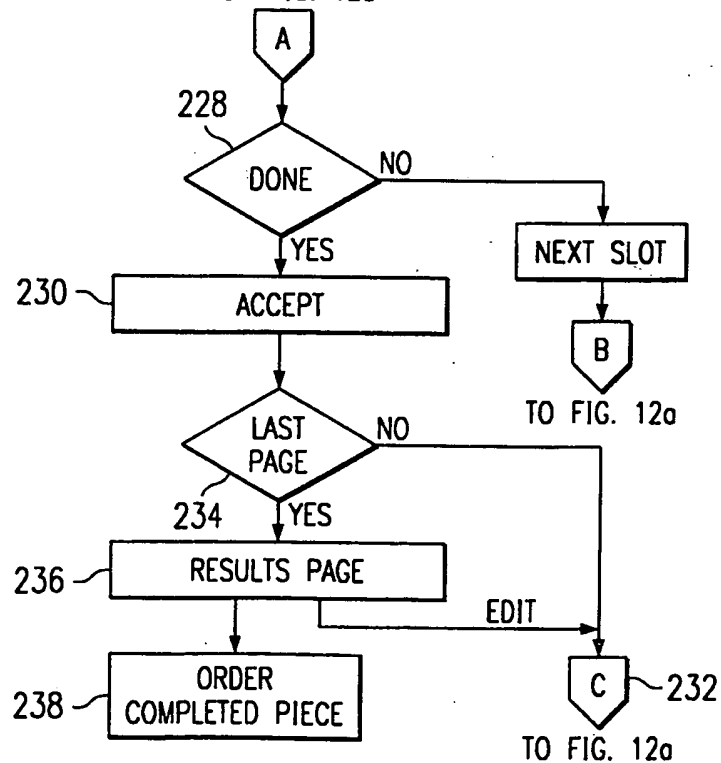 A
228
DONE
NO
YES
NEXT SLOT
230
ACCEPT
B
TO FIG. 12a
LAST
PAGE
NO
234
YES
236
RESULTS PAGE
EDIT
ORDER
COMPLETED PIECE
238
C
232
TO FIG. 12a